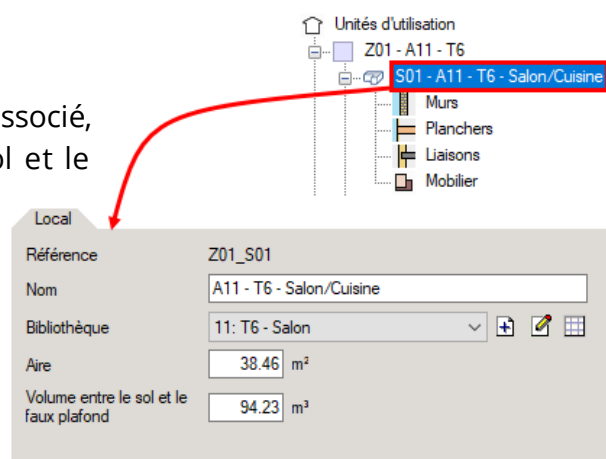 Unités d'utilisation
Z01 - A11 - T6
S01 - A11 - T6 - Salon/Cuisine
Murs
Planchers
Liaisons
Mobilier
ssocié,
ol et le
Local
Référence Z01_S01
Nom A11 - T6 - Salon/Cuisine
Bibliothèque 11: T6 - Salon
Aire 38.46 m²
Volume entre le sol et le
faux plafond 94.23 m³